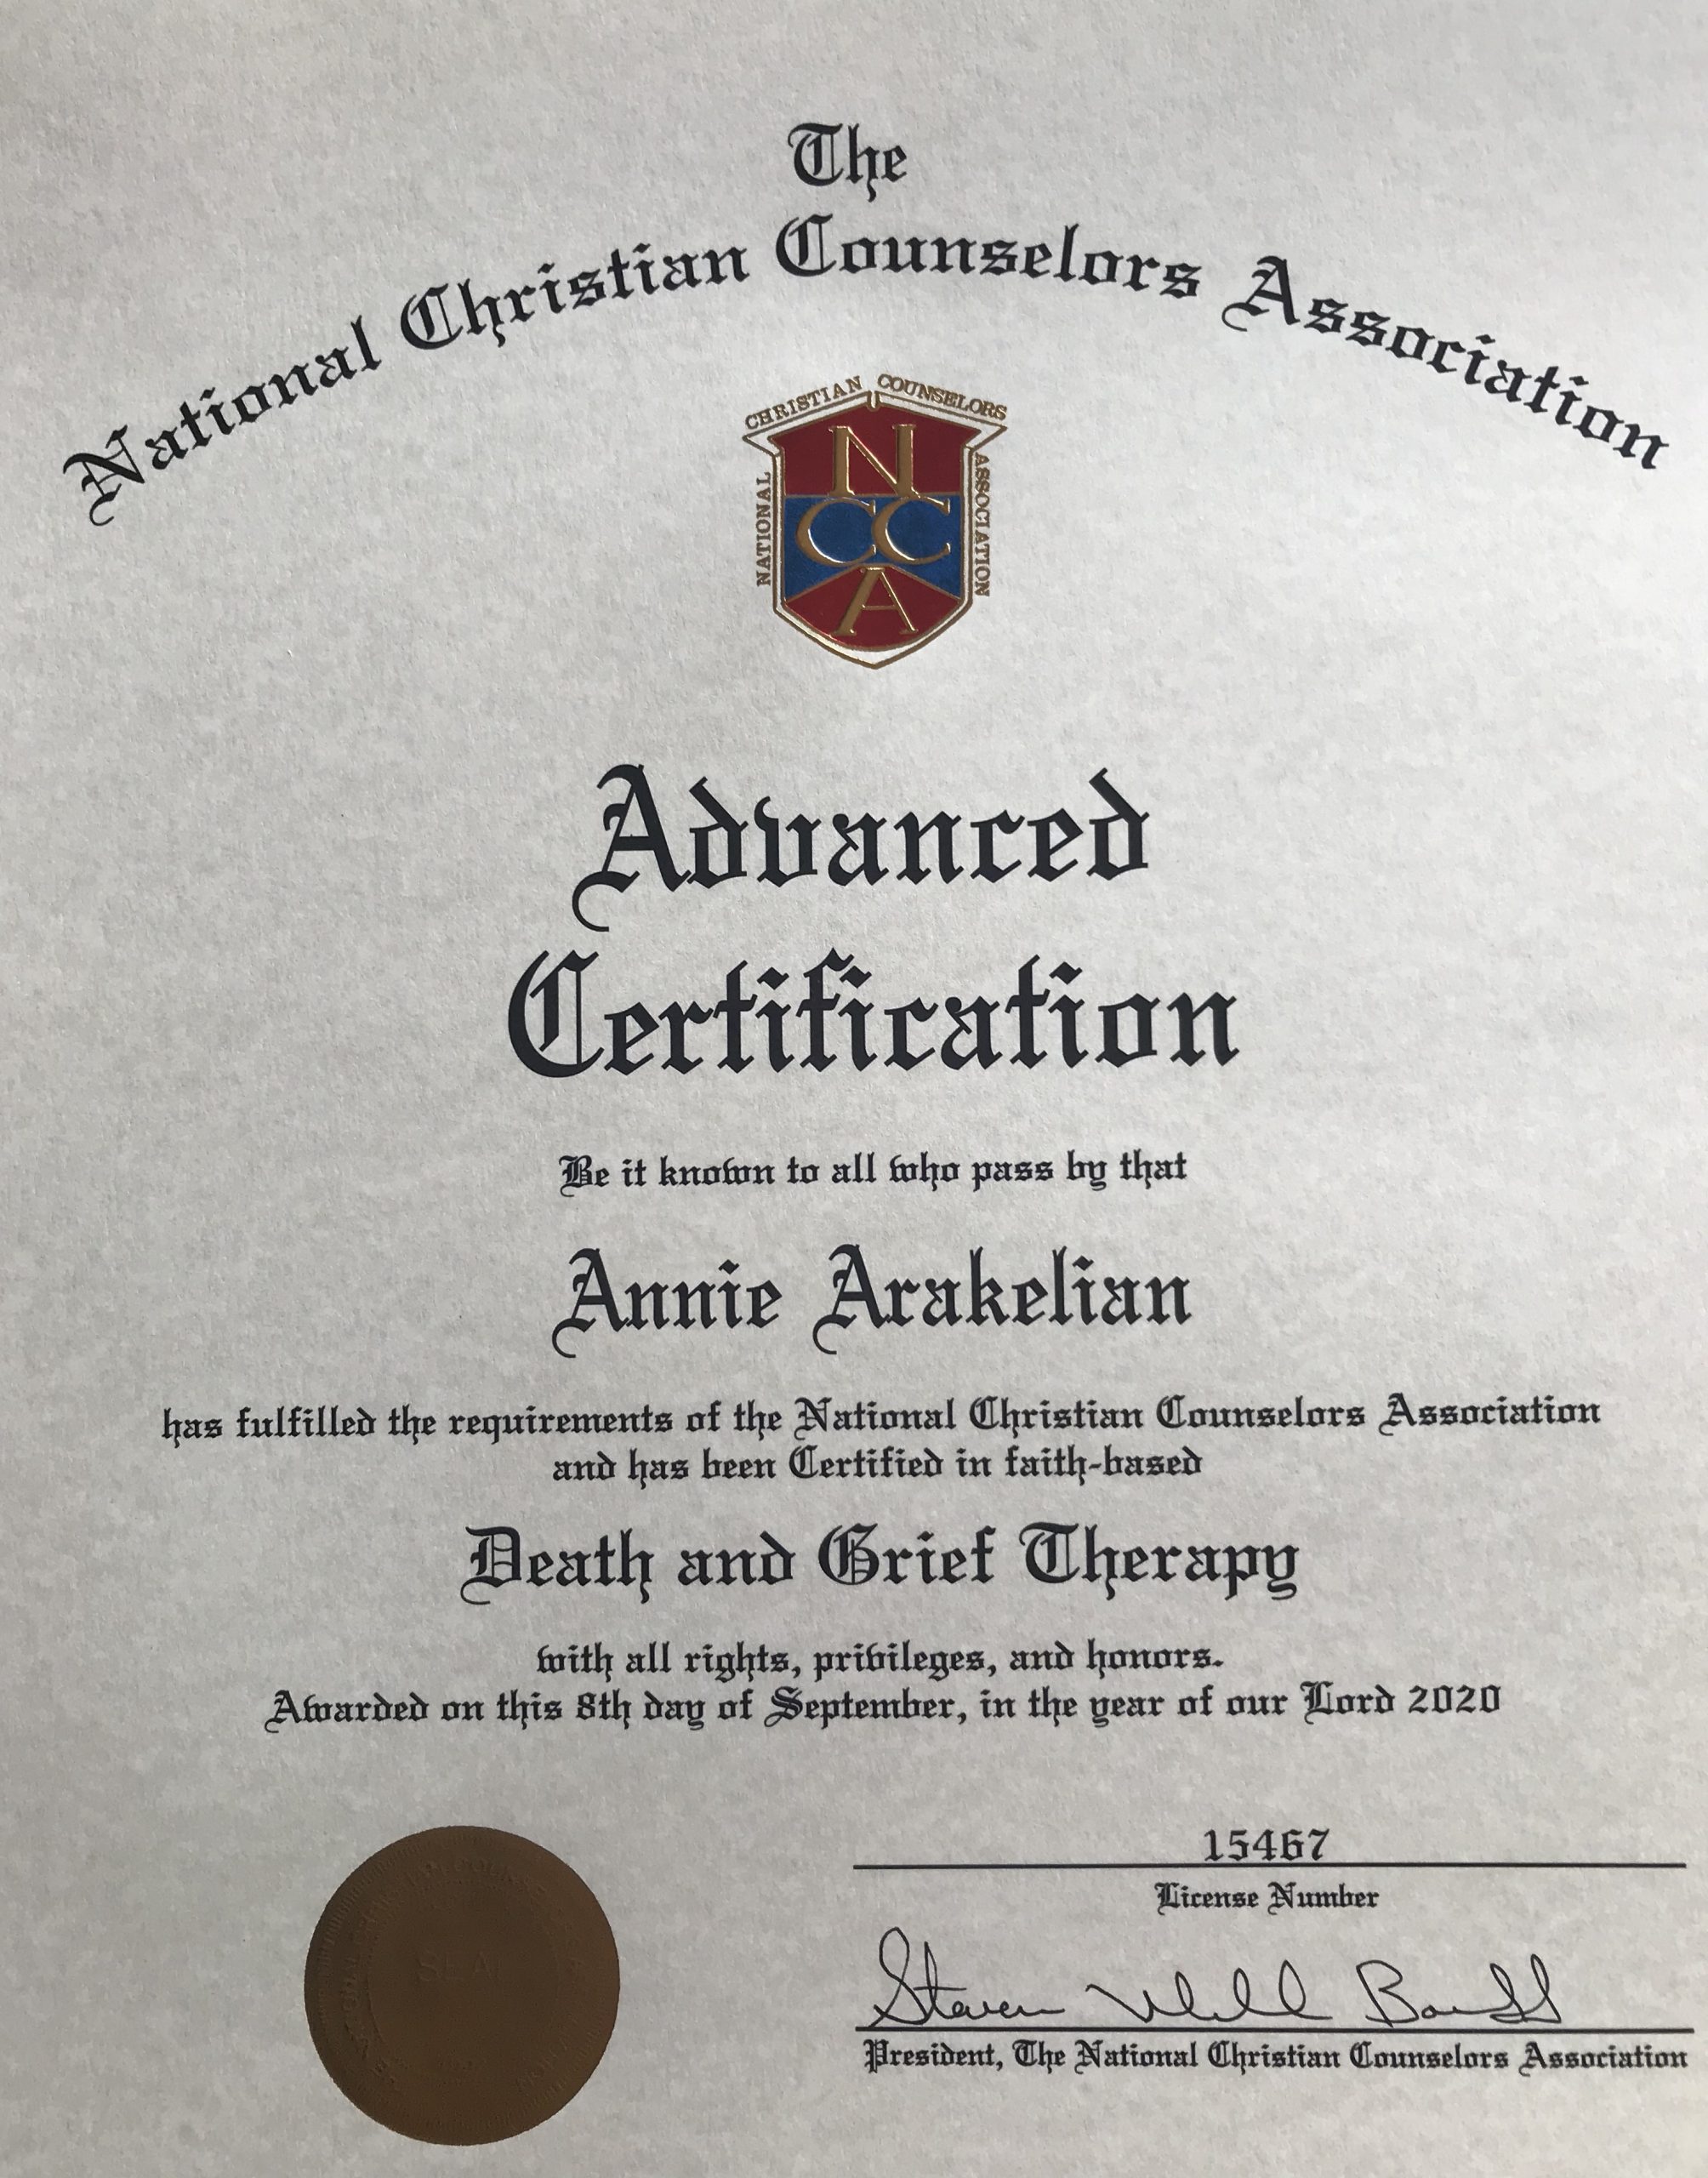 The
National Christian Counselors Association
CHRISTIAN COUNSELORS
NATIONAL
ASSOCIATION
N
CC
A
Advanced
Certification
Be it known to all who pass by that
Annie Arakelian
has fulfilled the requirements of the National Christian Counselors Association
and has been Certified in faith-based
Death and Grief Therapy
with all rights, privileges, and honors.
Awarded on this 8th day of September, in the year of our Lord 2020
15467
License Number
SEAL
Steven
President, The National Christian Counselors Association